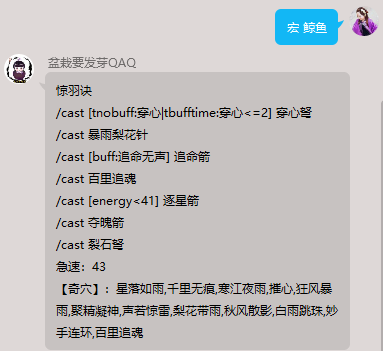 宏 鲸鱼
盆栽要发芽QAQ
惊羽诀
/cast [tnobuff:穿心|tbufftime:穿心<=2] 穿心弩
/cast 暴雨梨花针
/cast [buff:追命无声] 追命箭
/cast 百里追魂
/cast [energy<41] 逐星箭
/cast 夺魄箭
/cast 裂石弩
急速：43
【奇穴】：星落如雨,千里无痕,寒江夜雨,摧心,狂风暴
雨,聚精凝神,声若惊雷,梨花带雨,秋风散影,白雨跳珠,妙
手连环,百里追魂